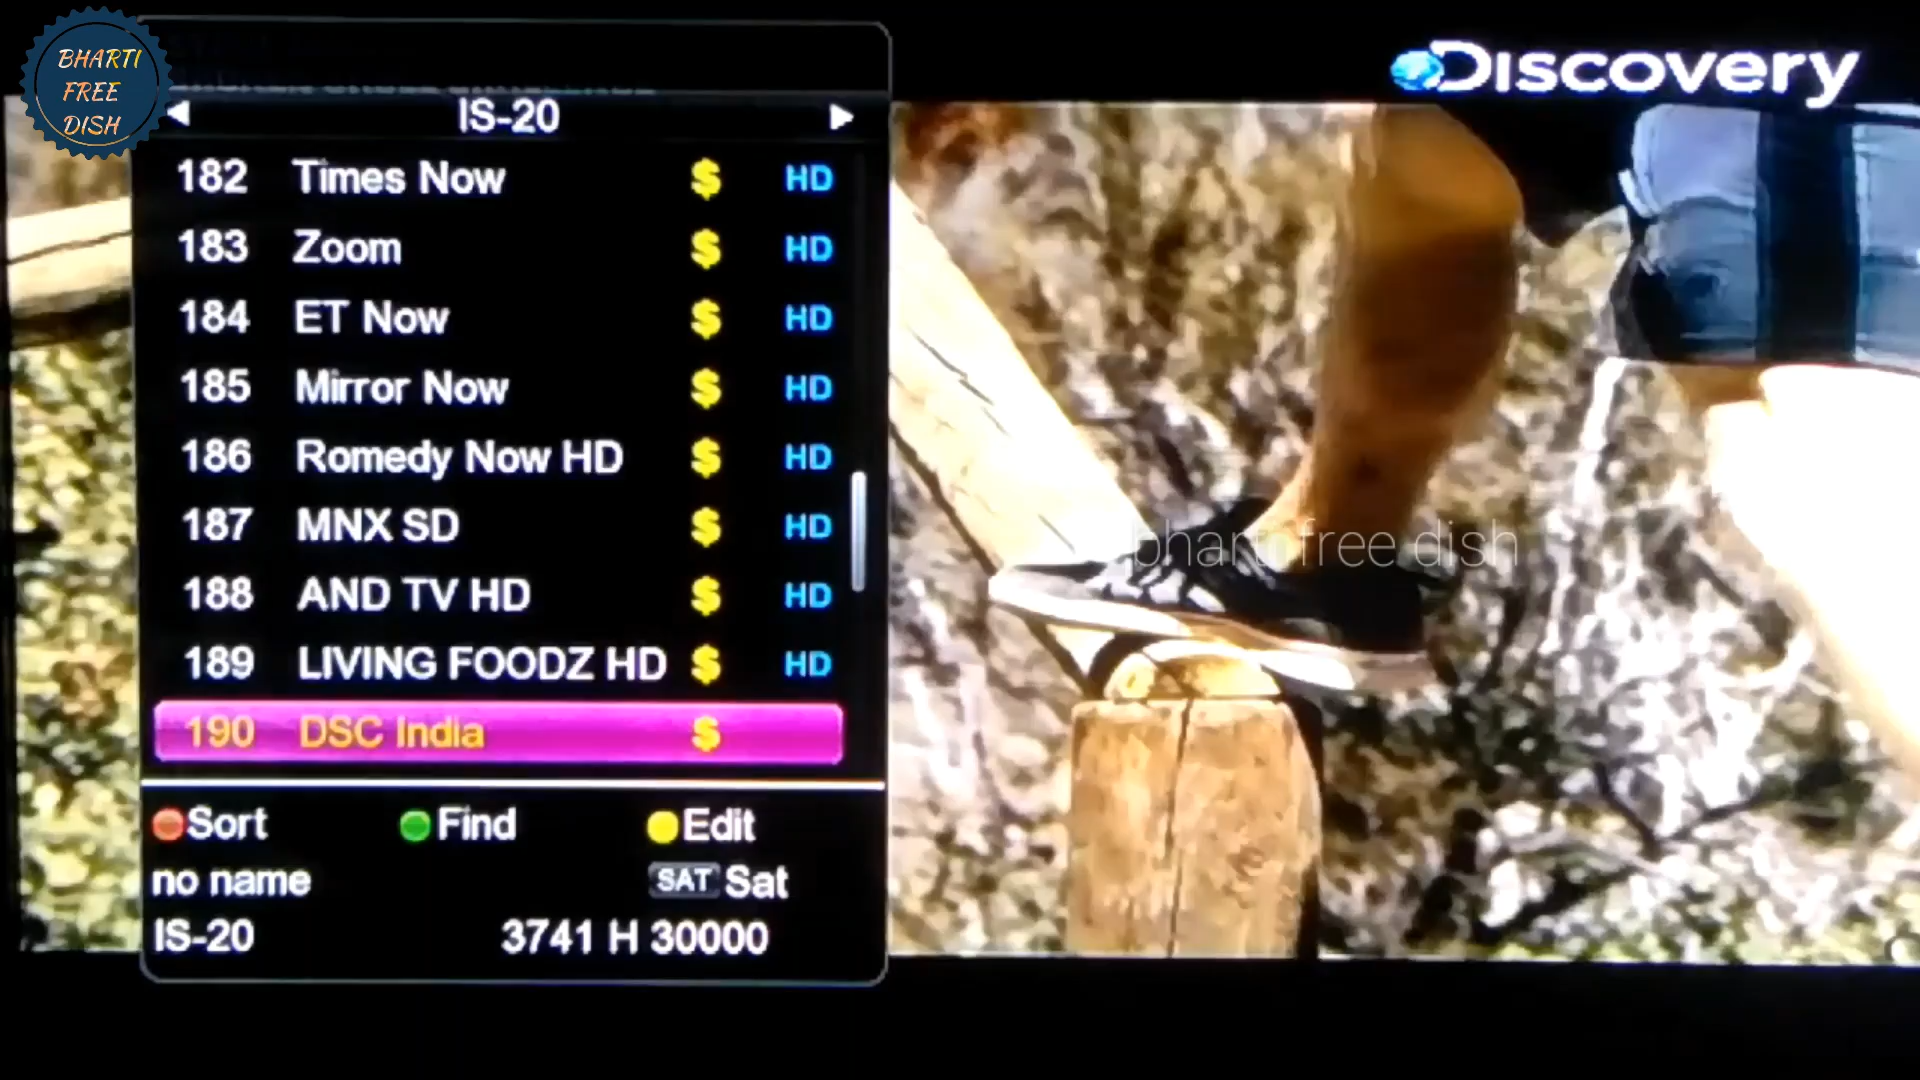 BHARTI
FREE
DISH
Discovery
IS-20
182 Times Now $ HD
183 Zoom $ HD
184 ET Now $ HD
185 Mirror Now $ HD
186 Romedy Now HD $ HD
187 MNX SD $ HD
188 AND TV HD $ HD
189 LIVING FOODZ HD $ HD
190 DSC India $
bharti free dish
Sort Find Edit
no name SAT Sat
IS-20 3741 H 30000